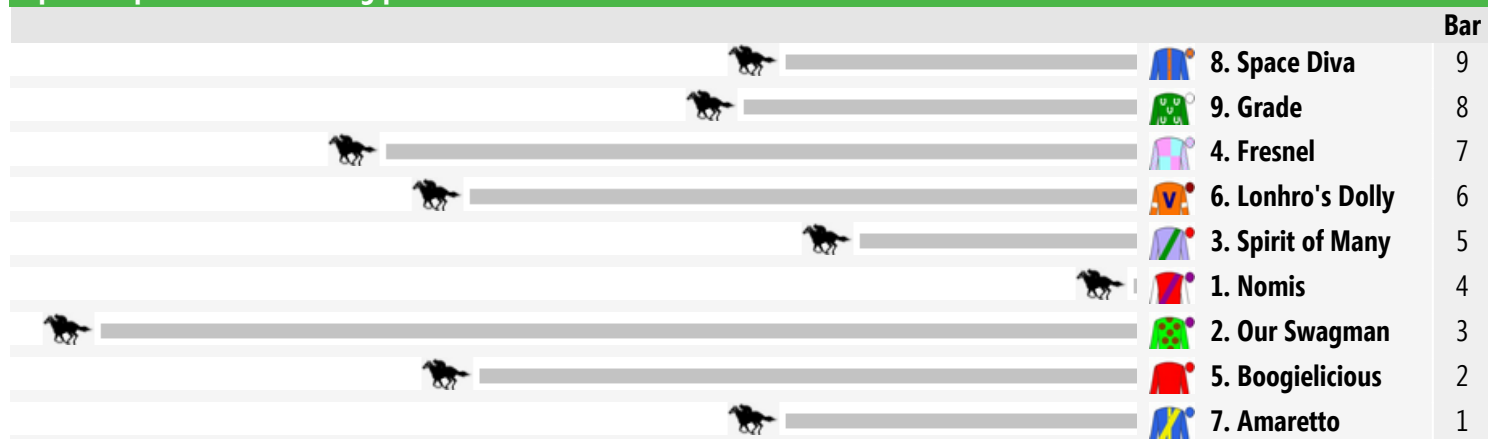 Bar
8. Space Diva 9
9. Grade 8
4. Fresnel 7
6. Lonhro's Dolly 6
3. Spirit of Many 5
1. Nomis 4
2. Our Swagman 3
5. Boogielicious 2
7. Amaretto 1